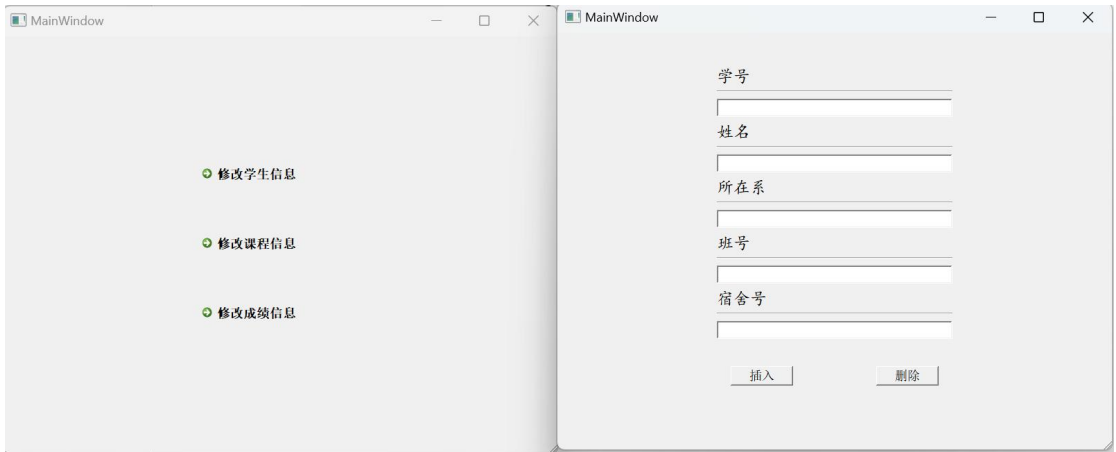 MainWindow
修改学生信息
修改课程信息
修改成绩信息
MainWindow
学号
姓名
所在系
班号
宿舍号
插入
删除